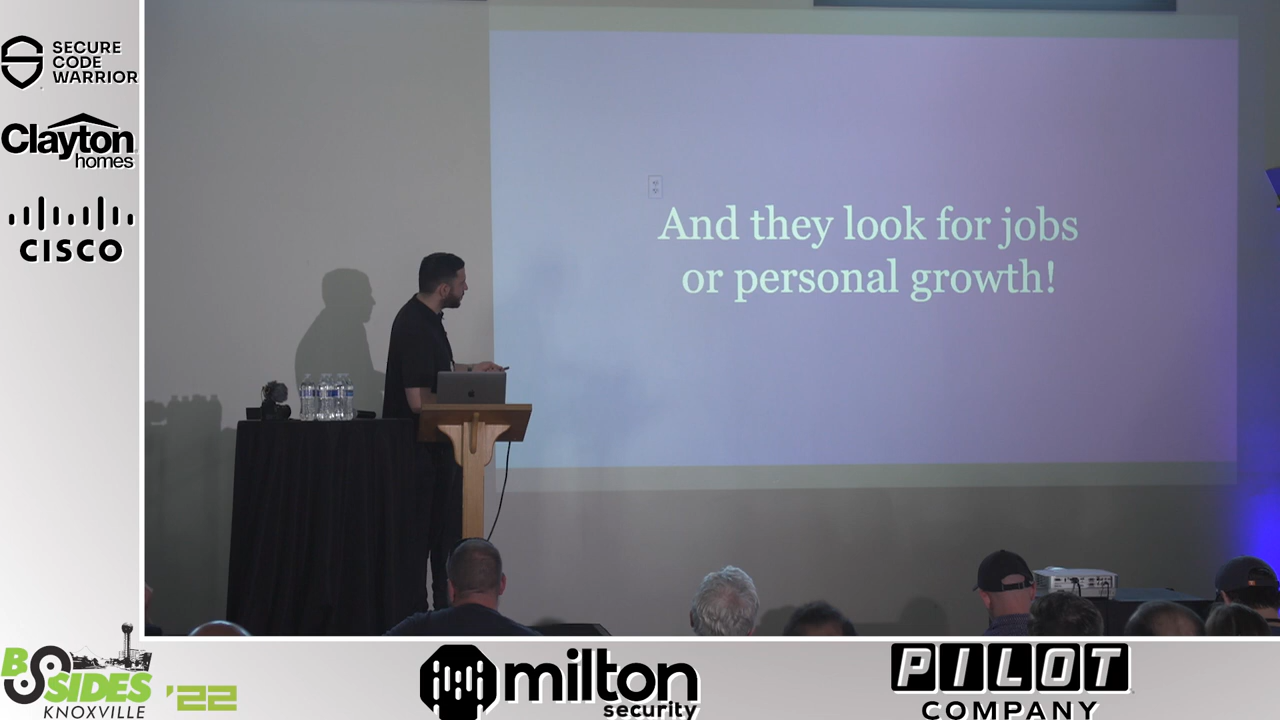 SECURE
CODE
WARRIOR
Clayton
homes
CISCO
And they look for jobs
or personal growth!
BSIDES
KNOXVILLE
'22
milton
security
PILOT
COMPANY